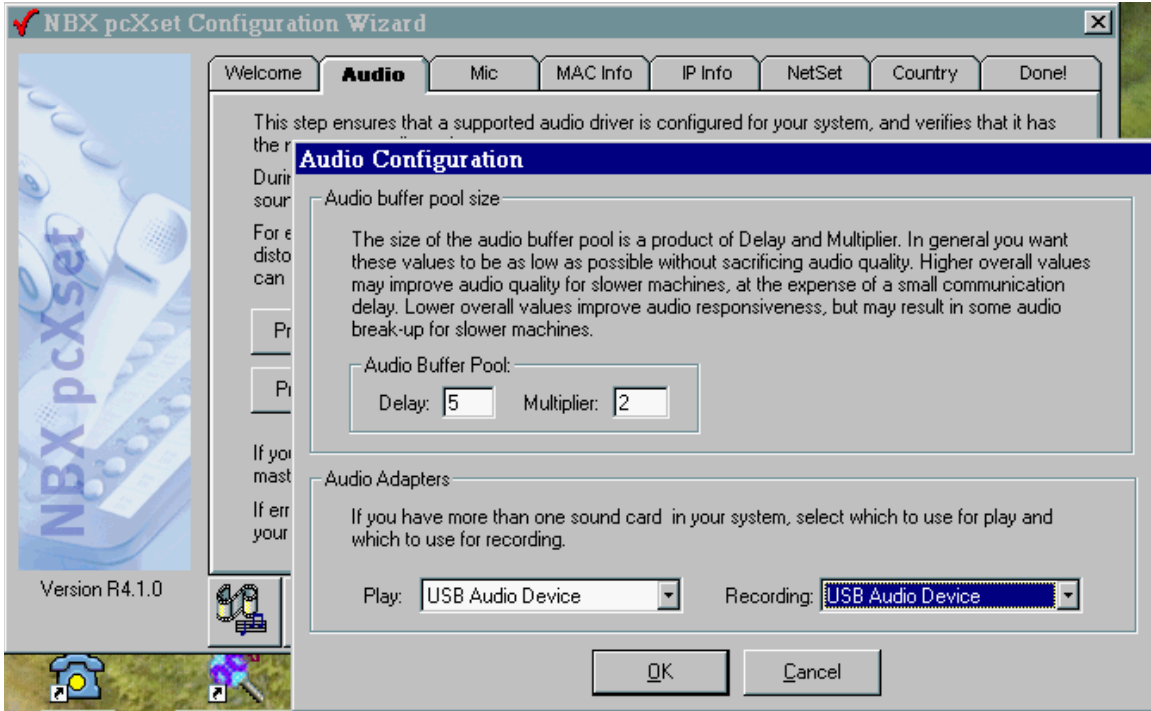 NBX pcXset Configuration Wizard
Welcome Audio Mic MAC Info IP Info NetSet Country Done!
This step ensures that a supported audio driver is configured for your system, and verifies that it has
the
Audio Configuration
Audio buffer pool size
The size of the audio buffer pool is a product of Delay and Multiplier. In general you want
these values to be as low as possible without sacrificing audio quality. Higher overall values
may improve audio quality for slower machines, at the expense of a small communication
delay. Lower overall values improve audio responsiveness, but may result in some audio
break-up for slower machines.
Audio Buffer Pool:
Delay: 5 Multiplier: 2
Audio Adapters
If you have more than one sound card in your system, select which to use for play and
which to use for recording.
Play: USB Audio Device Recording: USB Audio Device
OK Cancel
For
can
If
If
your
NBX pcXset
Version R4.1.0